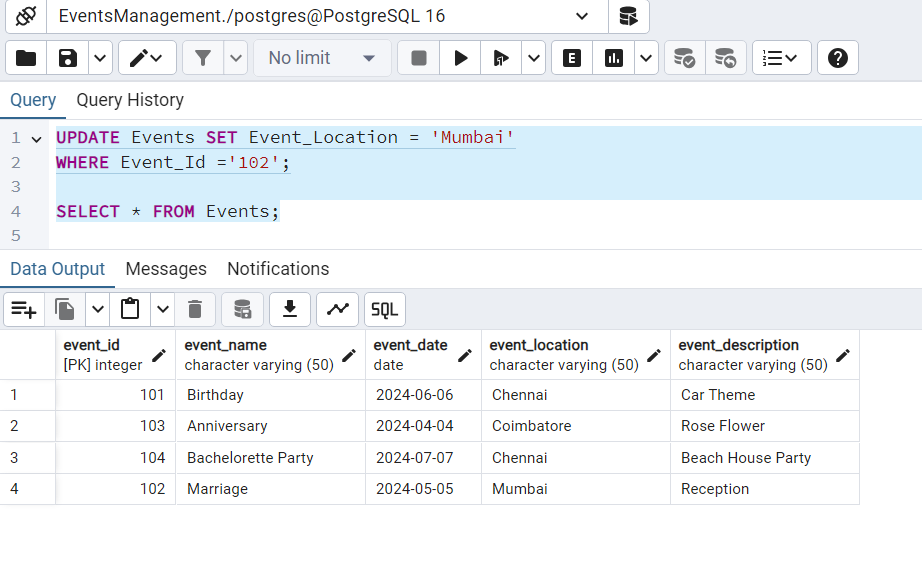 EventsManagement./postgres@PostgreSQL 16
No limit
E
Query Query History
1 UPDATE Events SET Event_Location = 'Mumbai'
2 WHERE Event_Id ='102';
3
4 SELECT * FROM Events;
5
Data Output Messages Notifications
SQL
event_id event_name event_date event_location event_description
[PK] integer character varying (50) date character varying (50) character varying (50)
1 101 Birthday 2024-06-06 Chennai Car Theme
2 103 Anniversary 2024-04-04 Coimbatore Rose Flower
3 104 Bachelorette Party 2024-07-07 Chennai Beach House Party
4 102 Marriage 2024-05-05 Mumbai Reception